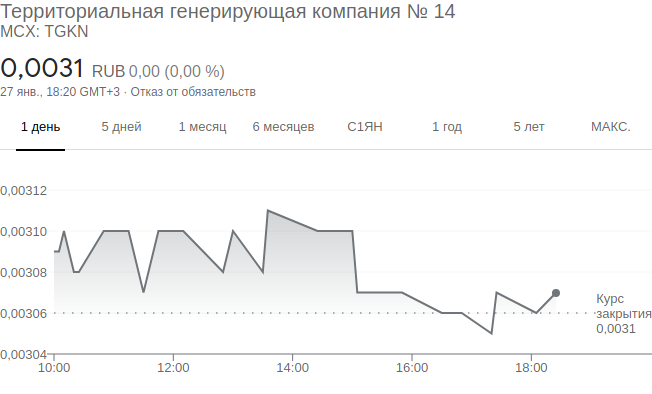 Территориальная генерирующая компания № 14
MCX: TGKN
0,0031 RUB 0,00 (0,00 %)
27 янв., 18:20 GMT+3 · Отказ от обязательств
1 день 5 дней 1 месяц 6 месяцев С1ЯН 1 год 5 лет МАКС.
0,00312
0,00310
0,00308
0,00306
0,00304
Курс
закрытия
0,0031
10:00 12:00 14:00 16:00 18:00